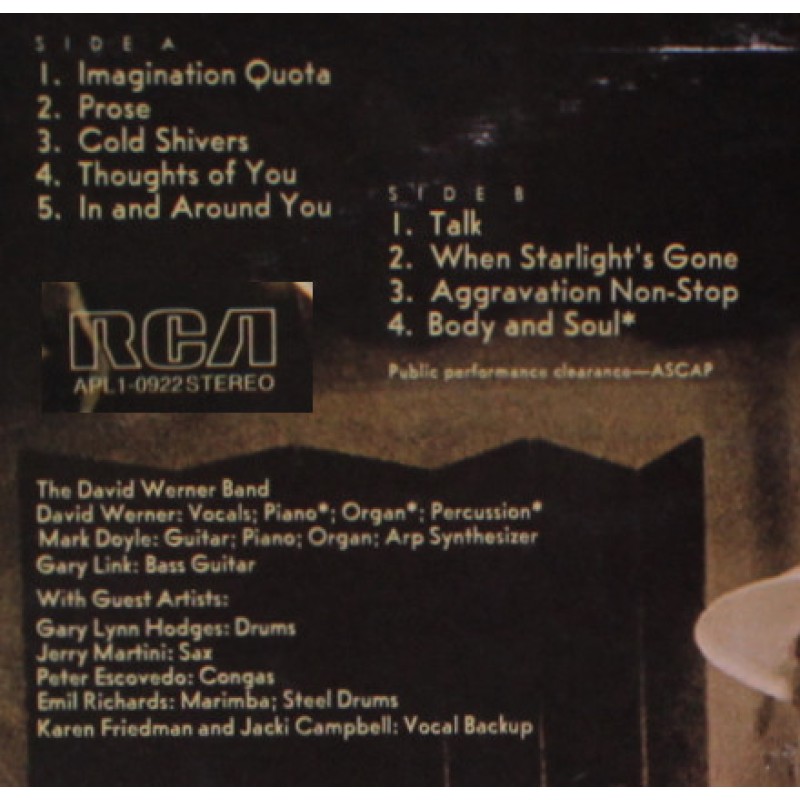 SIDE A
1. Imagination Quota
2. Prose
3. Cold Shivers
4. Thoughts of You
5. In and Around You
SIDE B
1. Talk
2. When Starlight's Gone
3. Aggravation Non-Stop
4. Body and Soul*
Public performance clearance—ASCAP
RCA
APL1-0922 STEREO
The David Werner Band
David Werner: Vocals; Piano*; Organ*; Percussion*
Mark Doyle: Guitar; Piano; Organ; Arp Synthesizer
Gary Link: Bass Guitar
With Guest Artists:
Gary Lynn Hodges: Drums
Jerry Martini: Sax
Peter Escovedo: Congas
Emil Richards: Marimba; Steel Drums
Karen Friedman and Jacki Campbell: Vocal Backup